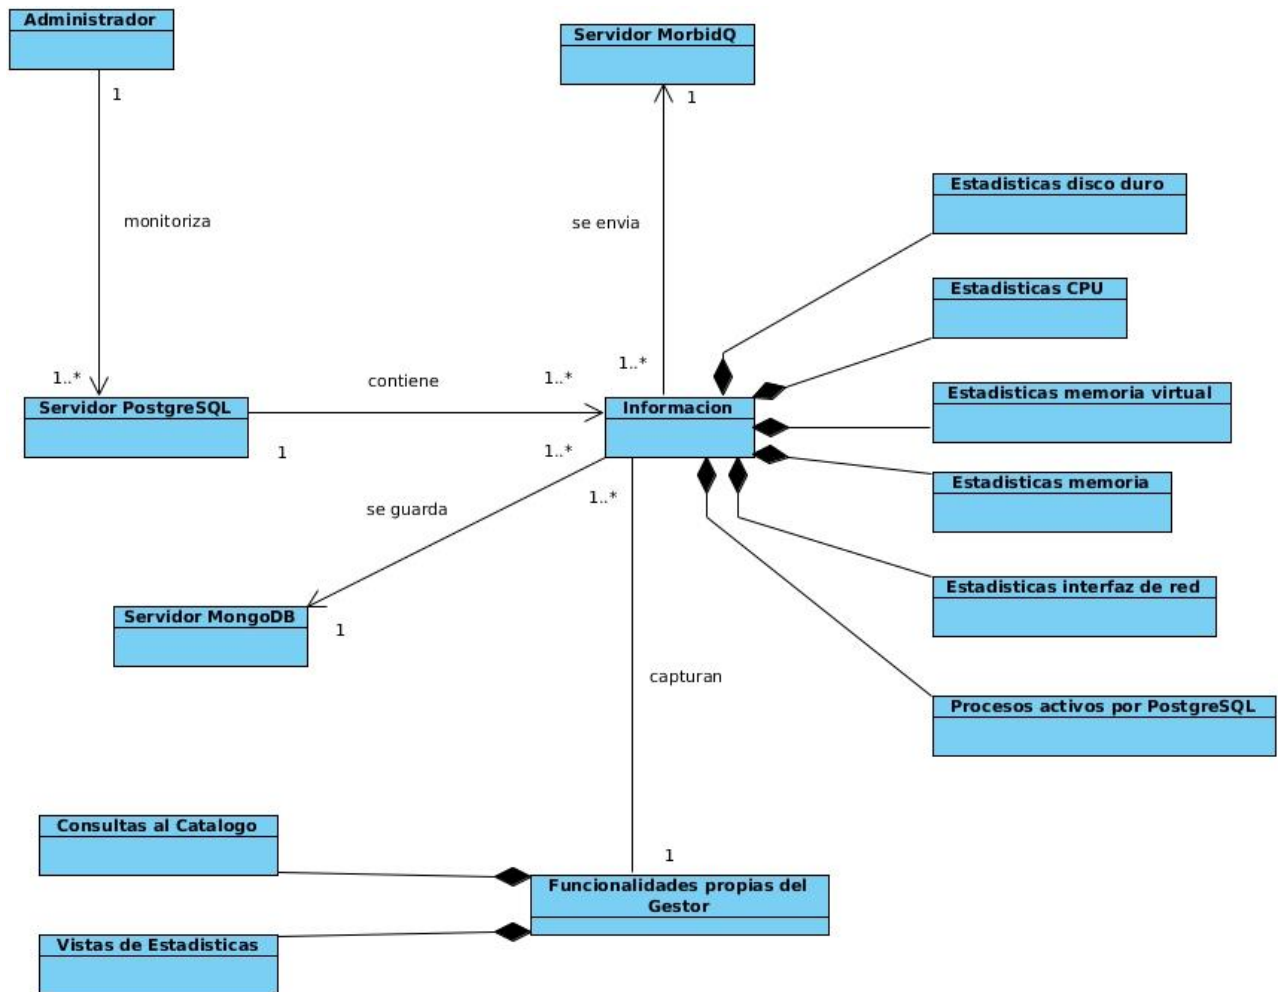 Administrador
Servidor MorbidQ
1
1
Estadisticas disco duro
monitoriza
se envia
Estadisticas CPU
1..*
contiene
1..*
1..*
Servidor PostgreSQL
Informacion
Estadisticas memoria virtual
1
1..*
Estadisticas memoria
se guarda
1..*
Estadisticas interfaz de red
Servidor MongoDB
1
capturan
Procesos activos por PostgreSQL
Consultas al Catalogo
1
Funcionalidades propias del
Gestor
Vistas de Estadisticas